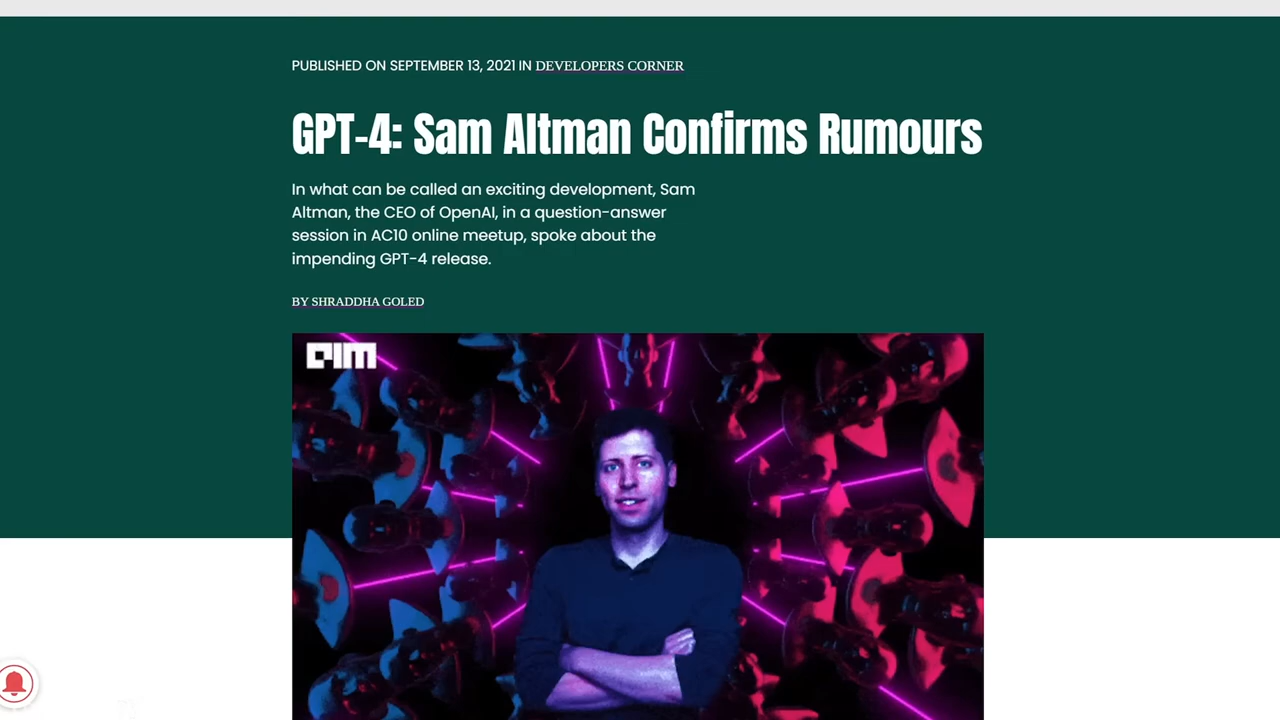 PUBLISHED ON SEPTEMBER 13, 2021 IN DEVELOPERS CORNER
GPT-4: Sam Altman Confirms Rumours
In what can be called an exciting development, Sam
Altman, the CEO of OpenAI, in a question-answer
session in AC10 online meetup, spoke about the
impending GPT-4 release.
BY SHRADDHA GOLED
AIM